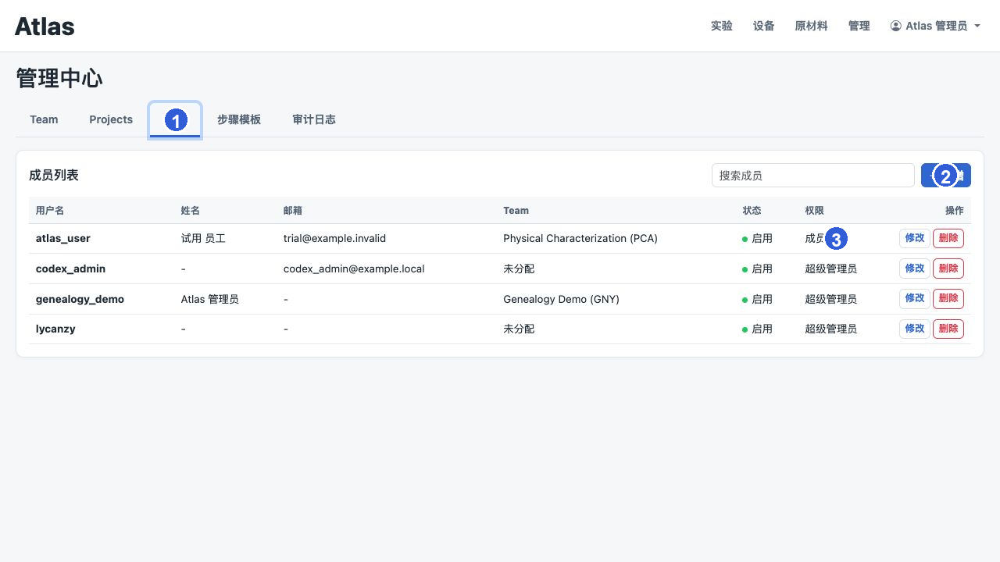 Atlas
实验 设备 原材料 管理 Atlas 管理员
管理中心
Team Projects 1 步骤模板 审计日志
成员列表 搜索成员 2
用户名 姓名 邮箱 Team 状态 权限 操作
atlas_user 试用 员工 trial@example.invalid Physical Characterization (PCA) 启用 成员 3 修改 删除
codex_admin - codex_admin@example.local 未分配 启用 超级管理员 修改 删除
genealogy_demo Atlas 管理员 - Genealogy Demo (GNY) 启用 超级管理员 修改 删除
lycanzy - - 未分配 启用 超级管理员 修改 删除